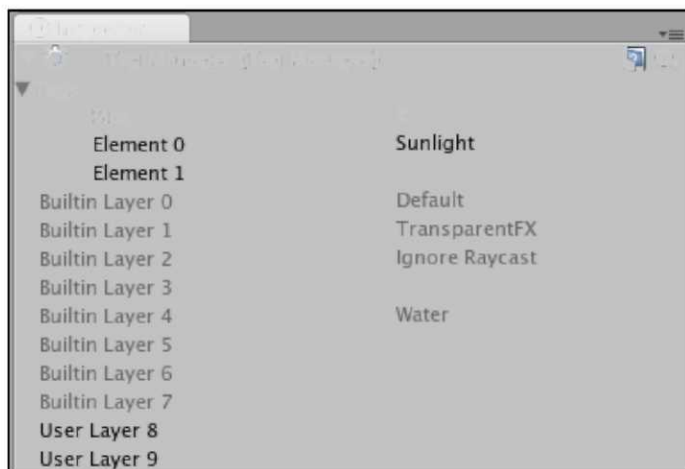 Element 0 Sunlight
Element 1
Builtin Layer 0 Default
Builtin Layer 1 TransparentFX
Builtin Layer 2 Ignore Raycast
Builtin Layer 3
Builtin Layer 4 Water
Builtin Layer 5
Builtin Layer 6
Builtin Layer 7
User Layer 8
User Layer 9